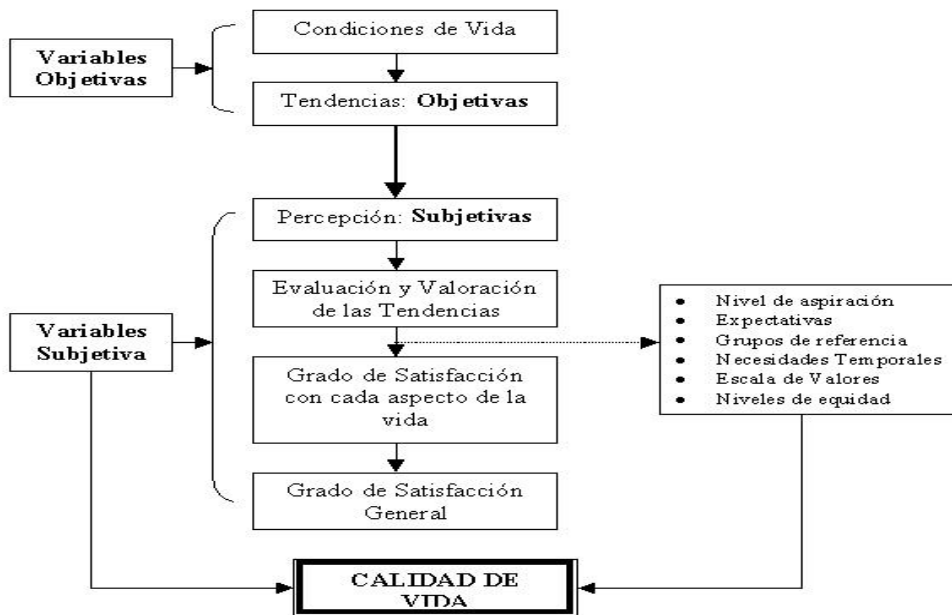 Condiciones de Vida
Variables
Objetivas
Tendencias: Objetivas
Percepción: Subjetivas
Evaluación y Valoración
de las Tendencias
Variables
Subjetiva
Grado de Satisfacción
con cada aspecto de la
vida
Grado de Satisfacción
General
• Nivel de aspiración
• Expectativas
• Grupos de referencia
• Necesidades Temporales
• Escala de Valores
• Niveles de equidad
CALIDAD DE
VIDA